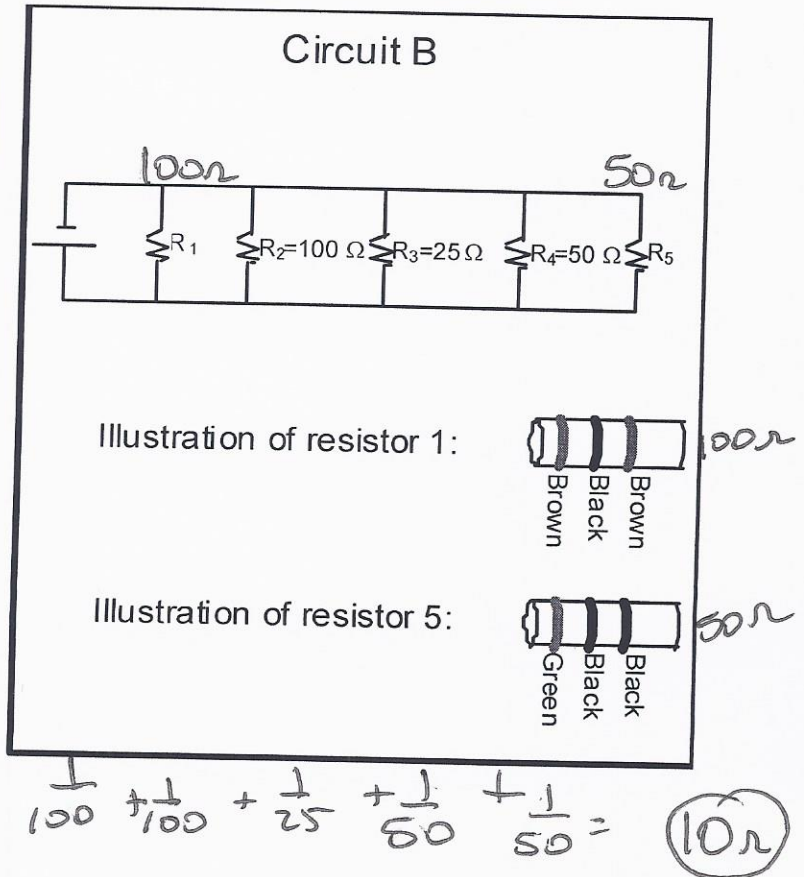 Circuit B
100Ω 50Ω
R1 R2=100 Ω R3=25Ω R4=50 Ω R5
Illustration of resistor 1: 100Ω
Brown Black Brown
Illustration of resistor 5: 50Ω
Green Black Black
1/100 + 1/100 + 1/25 + 1/50 + 1/50 = 10Ω